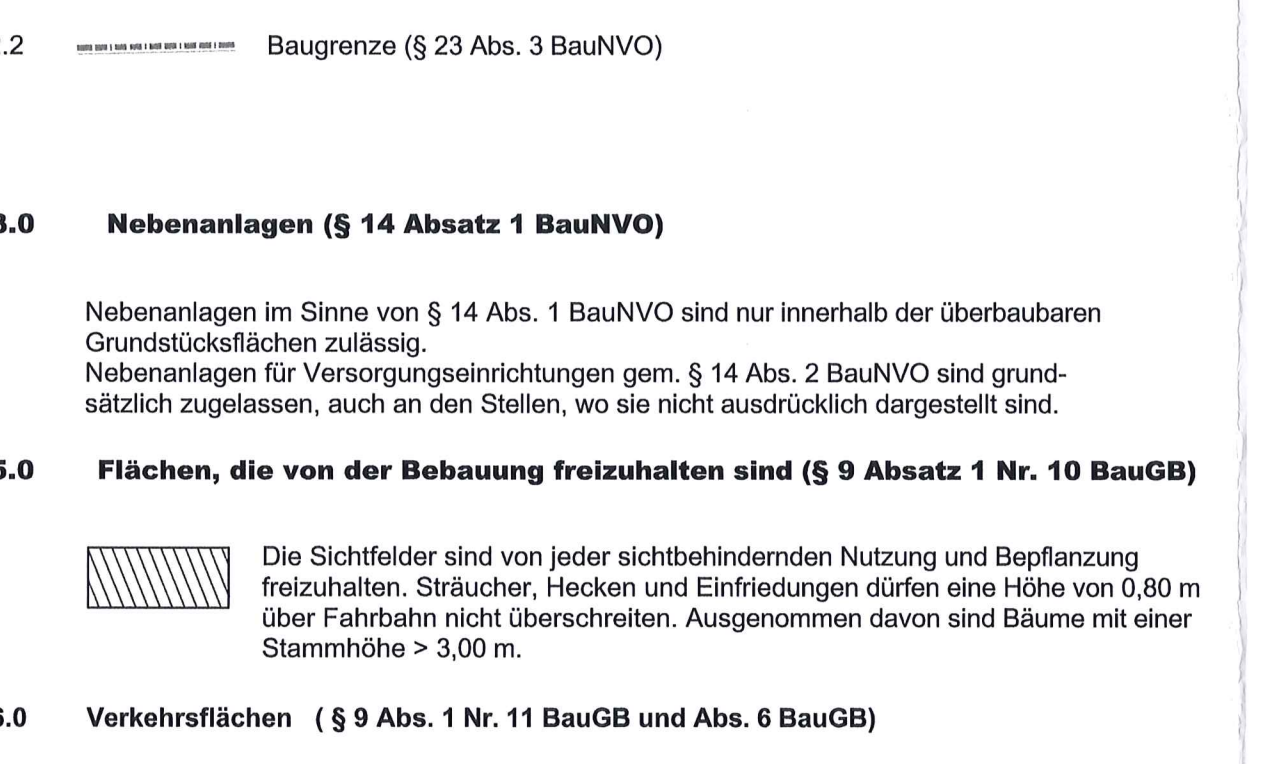 .2 Baugrenze (§ 23 Abs. 3 BauNVO)
3.0 Nebenanlagen (§ 14 Absatz 1 BauNVO)
Nebenanlagen im Sinne von § 14 Abs. 1 BauNVO sind nur innerhalb der überbaubaren
Grundstücksflächen zulässig.
Nebenanlagen für Versorgungseinrichtungen gem. § 14 Abs. 2 BauNVO sind grund-
sätzlich zugelassen, auch an den Stellen, wo sie nicht ausdrücklich dargestellt sind.
5.0 Flächen, die von der Bebauung freizuhalten sind (§ 9 Absatz 1 Nr. 10 BauGB)
Die Sichtfelder sind von jeder sichtbehindernden Nutzung und Bepflanzung
freizuhalten. Sträucher, Hecken und Einfriedungen dürfen eine Höhe von 0,80 m
über Fahrbahn nicht überschreiten. Ausgenommen davon sind Bäume mit einer
Stammhöhe > 3,00 m.
6.0 Verkehrsflächen ( § 9 Abs. 1 Nr. 11 BauGB und Abs. 6 BauGB)